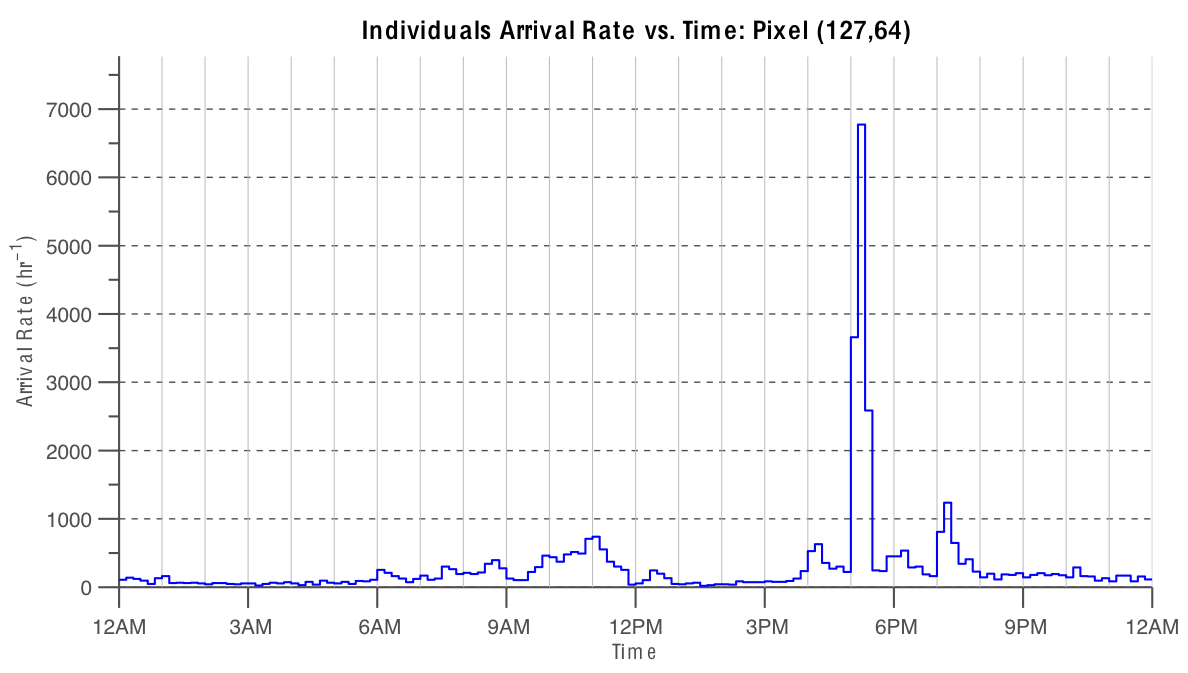 Individuals Arrival Rate vs. Time: Pixel (127,64)
Arrival Rate (hr⁻¹)
7000
6000
5000
4000
3000
2000
1000
0
12AM 3AM 6AM 9AM 12PM 3PM 6PM 9PM 12AM
Time